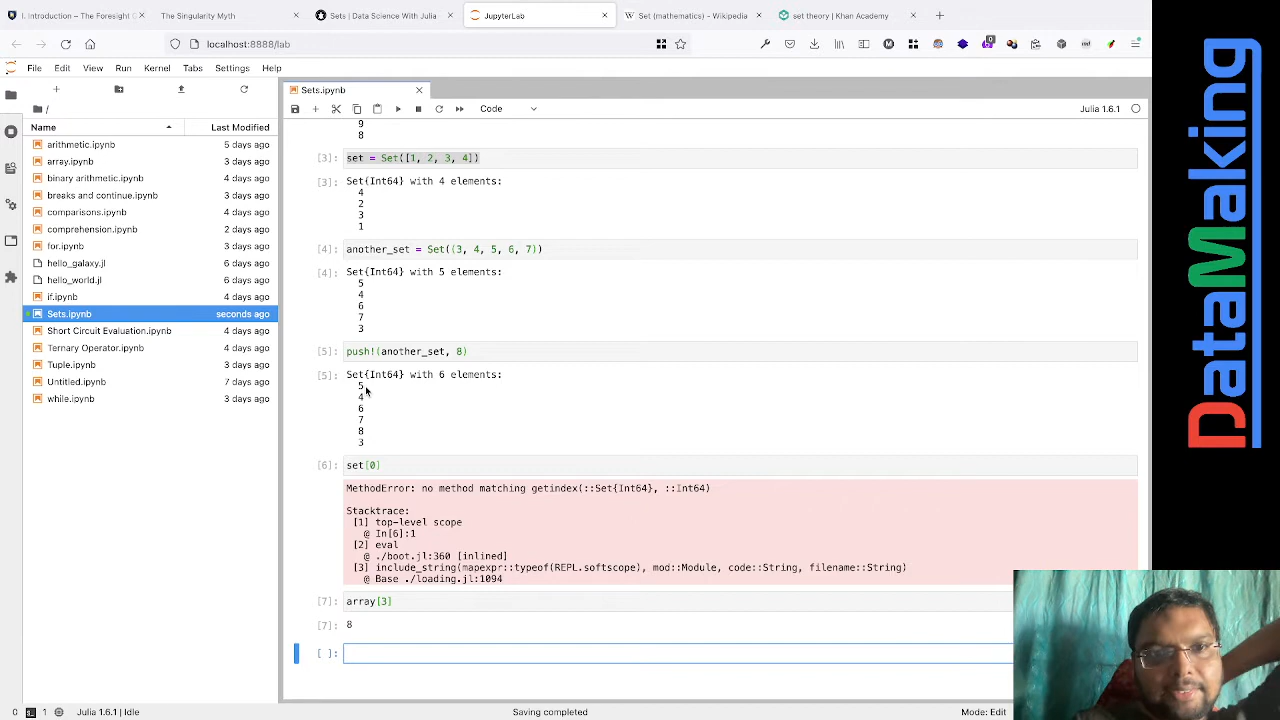 I. Introduction — The Foresight
The Singularity Myth
Sets | Data Science With Julia
JupyterLab
Set (mathematics) - Wikipedia
set theory | Khan Academy
localhost:8888/lab
File Edit View Run Kernel Tabs Settings Help
/
Name Last Modified
arithmetic.ipynb 5 days ago
array.ipynb 3 days ago
binary arithmetic.ipynb 4 days ago
breaks and continue.ipynb 3 days ago
comparisons.ipynb 4 days ago
comprehension.ipynb 3 days ago
for.ipynb 3 days ago
hello_galaxy.jl 6 days ago
hello_world.jl 6 days ago
if.ipynb 4 days ago
Sets.ipynb seconds ago
Short Circuit Evaluation.ipynb 4 days ago
Ternary Operator.ipynb 4 days ago
Tuple.ipynb 3 days ago
Untitled.ipynb 7 days ago
while.ipynb 3 days ago
Sets.ipynb
Code
Julia 1.6.1
9
8
[3]: set = Set([1, 2, 3, 4])
[3]: Set{Int64} with 4 elements:
4
2
3
1
[4]: another_set = Set((3, 4, 5, 6, 7))
[4]: Set{Int64} with 5 elements:
5
4
6
7
3
[5]: push!(another_set, 8)
[5]: Set{Int64} with 6 elements:
5
4
6
7
8
3
[6]: set[0]
MethodError: no method matching getindex(::Set{Int64}, ::Int64)
Stacktrace:
[1] top-level scope
@ In[6]:1
[2] eval
@ ./boot.jl:360 [inlined]
[3] include_string(mapexpr::typeof(REPL.softscope), mod::Module, code::String, filename::String)
@ Base ./loading.jl:1094
[7]: array[3]
[7]: 8
[ ]:
1 Julia 1.6.1 | Idle
Saving completed
Mode: Edit
DataMaking